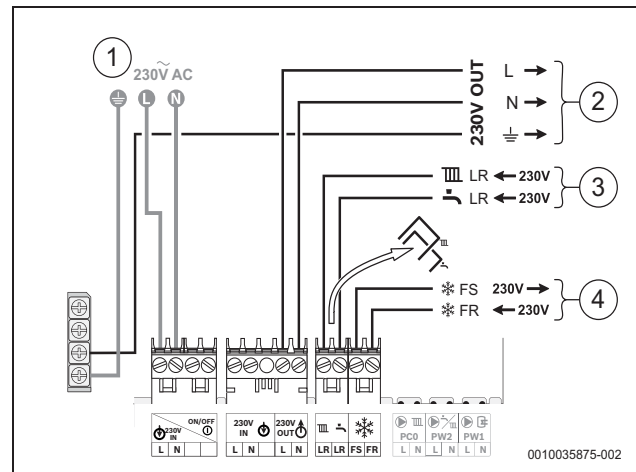 1
230V AC
L N
230V OUT
L
N
2
LR 230V
LR 230V
3
FS 230V
FR 230V
4
ON/OFF
230V IN
L N
230V IN
230V OUT
L N L N
LR LR FS FR
PC0 PW2 PW1
L N L N L N
0010035875-002